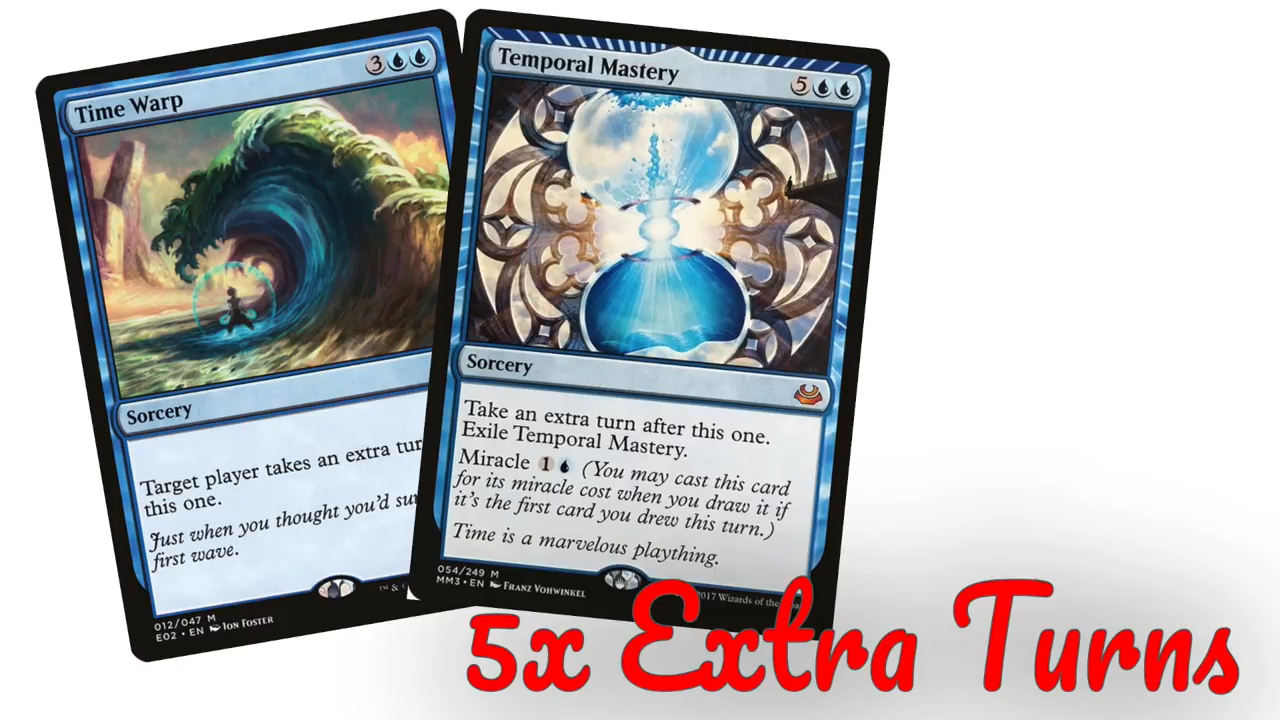 Time Warp
3
Sorcery
Target player takes an extra
this one.
Just when you thought you'd
first wave.
012/047 M
E02 • EN Jon Foster
™ &
Temporal Mastery
5
Sorcery
Take an extra turn after this one.
Exile Temporal Mastery.
Miracle 1 (You may cast this card
for its miracle cost when you draw it if
it's the first card you drew this turn.)
Time is a marvelous plaything.
054/249 M
MM3 • EN Franz Vohwinkel
2017 Wizards of the
5x Extra Turns